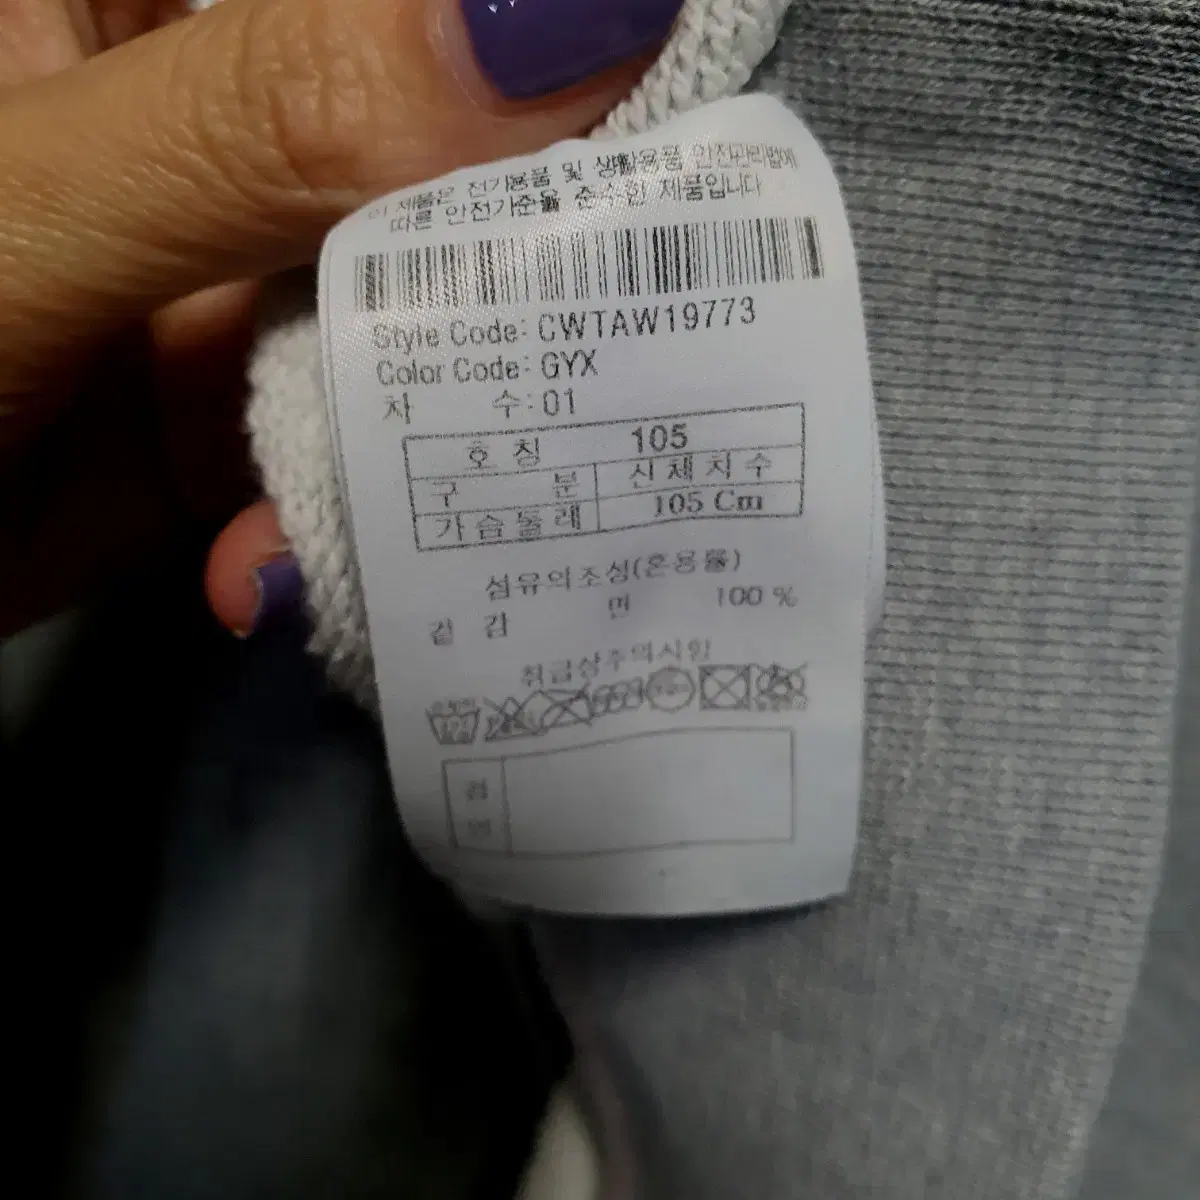 이 제품은 전기용품 및 생활용품 안전관리법에
따른 안전기준을 준수한 제품입니다
Style Code: CWTAW19773
Color Code: GYX
차 수: 01
호 칭 105
구 분 신 체 치 수
가 슴 둘 레 105 Cm
섬유의조성(혼용률)
겉 감 면 100 %
취급상주의사항